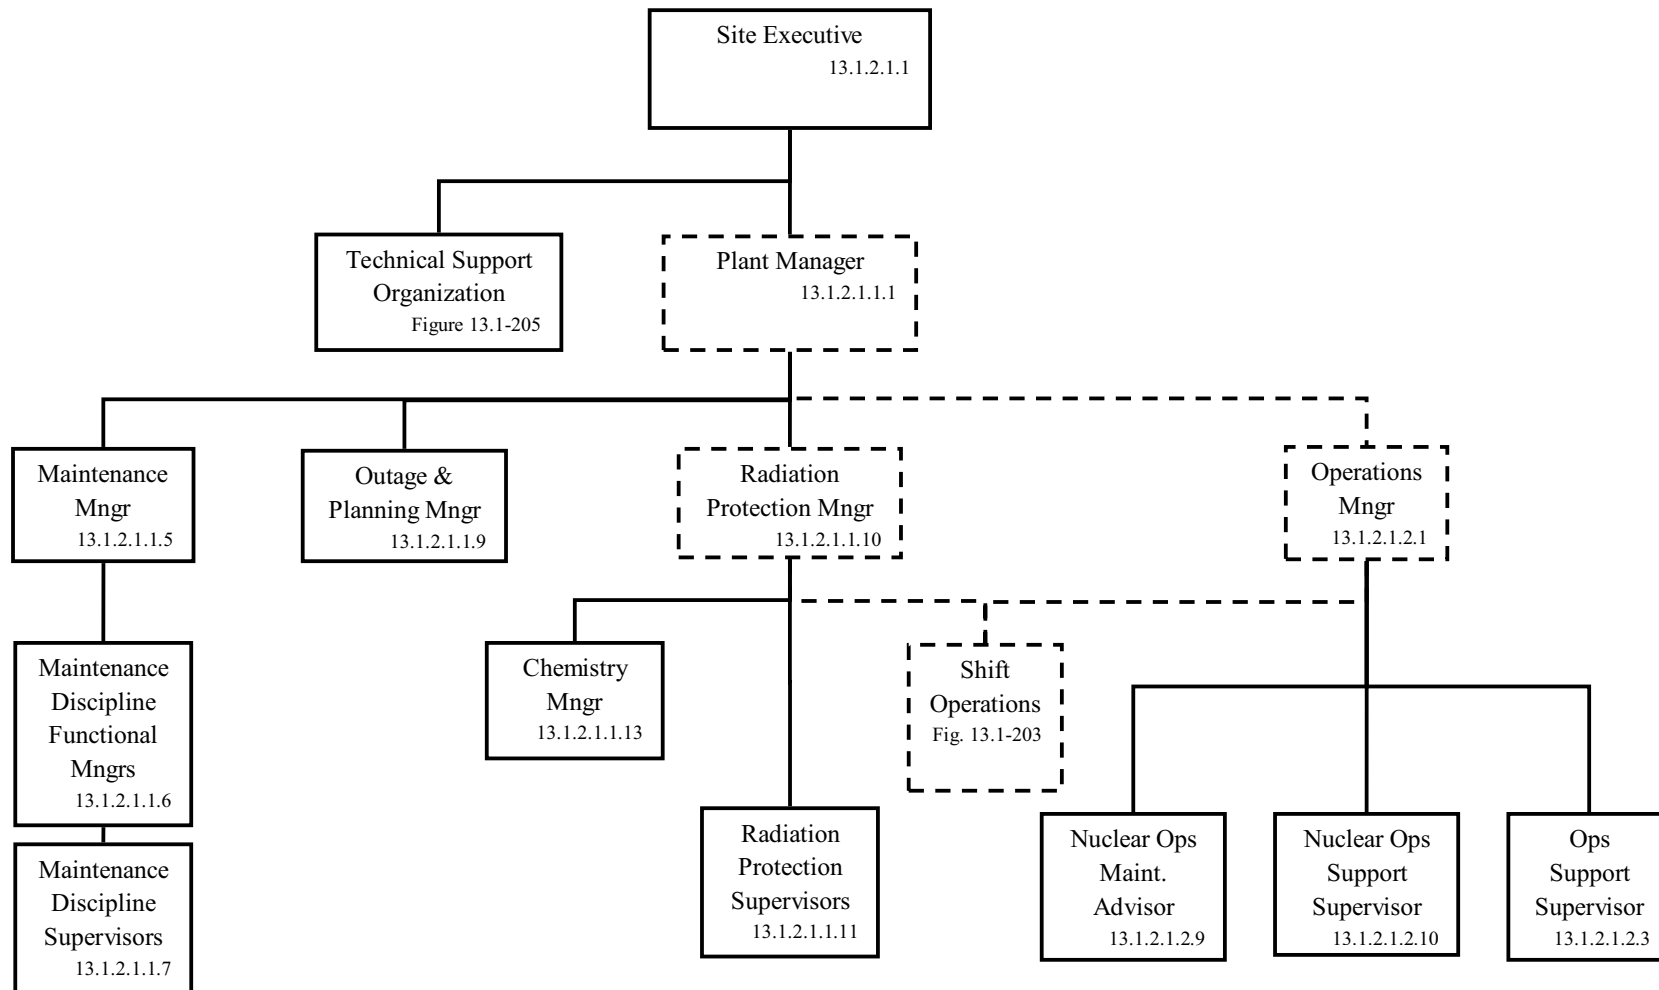 Site Executive
13.1.2.1.1
Technical Support
Organization
Figure 13.1-205
Plant Manager
13.1.2.1.1.1
Maintenance
Mngr
13.1.2.1.1.5
Outage &
Planning Mngr
13.1.2.1.1.9
Radiation
Protection Mngr
13.1.2.1.1.10
Operations
Mngr
13.1.2.1.2.1
Maintenance
Discipline
Functional
Mngrs
13.1.2.1.1.6
Chemistry
Mngr
13.1.2.1.1.13
Shift
Operations
Fig. 13.1-203
Maintenance
Discipline
Supervisors
13.1.2.1.1.7
Radiation
Protection
Supervisors
13.1.2.1.1.11
Nuclear Ops
Maint.
Advisor
13.1.2.1.2.9
Nuclear Ops
Support
Supervisor
13.1.2.1.2.10
Ops
Support
Supervisor
13.1.2.1.2.3